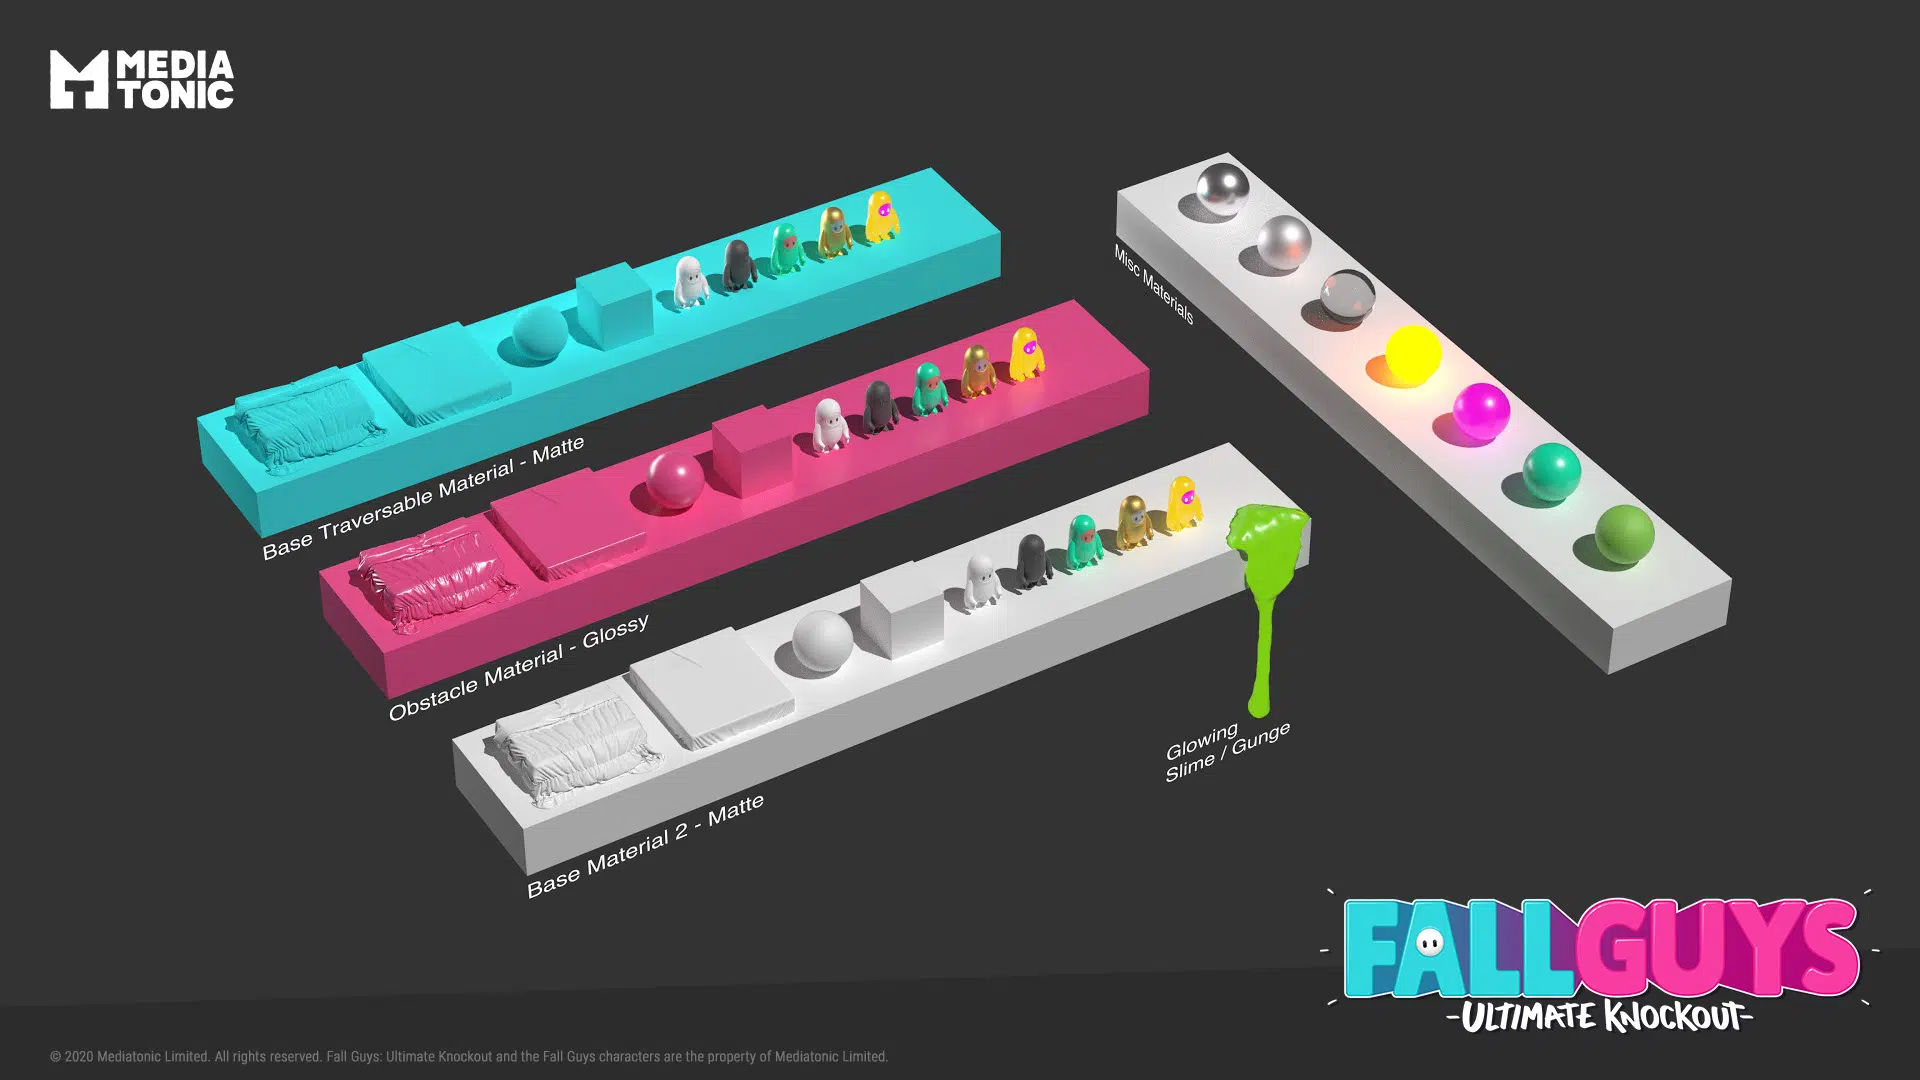 MEDIA
TONIC
Misc Materials
Base Traversable Material - Matte
Obstacle Material - Glossy
Base Material 2 - Matte
Glowing
Slime / Gunge
FALL GUYS
-ULTIMATE KNOCKOUT-
© 2020 Mediatonic Limited. All rights reserved. Fall Guys: Ultimate Knockout and the Fall Guys characters are the property of Mediatonic Limited.